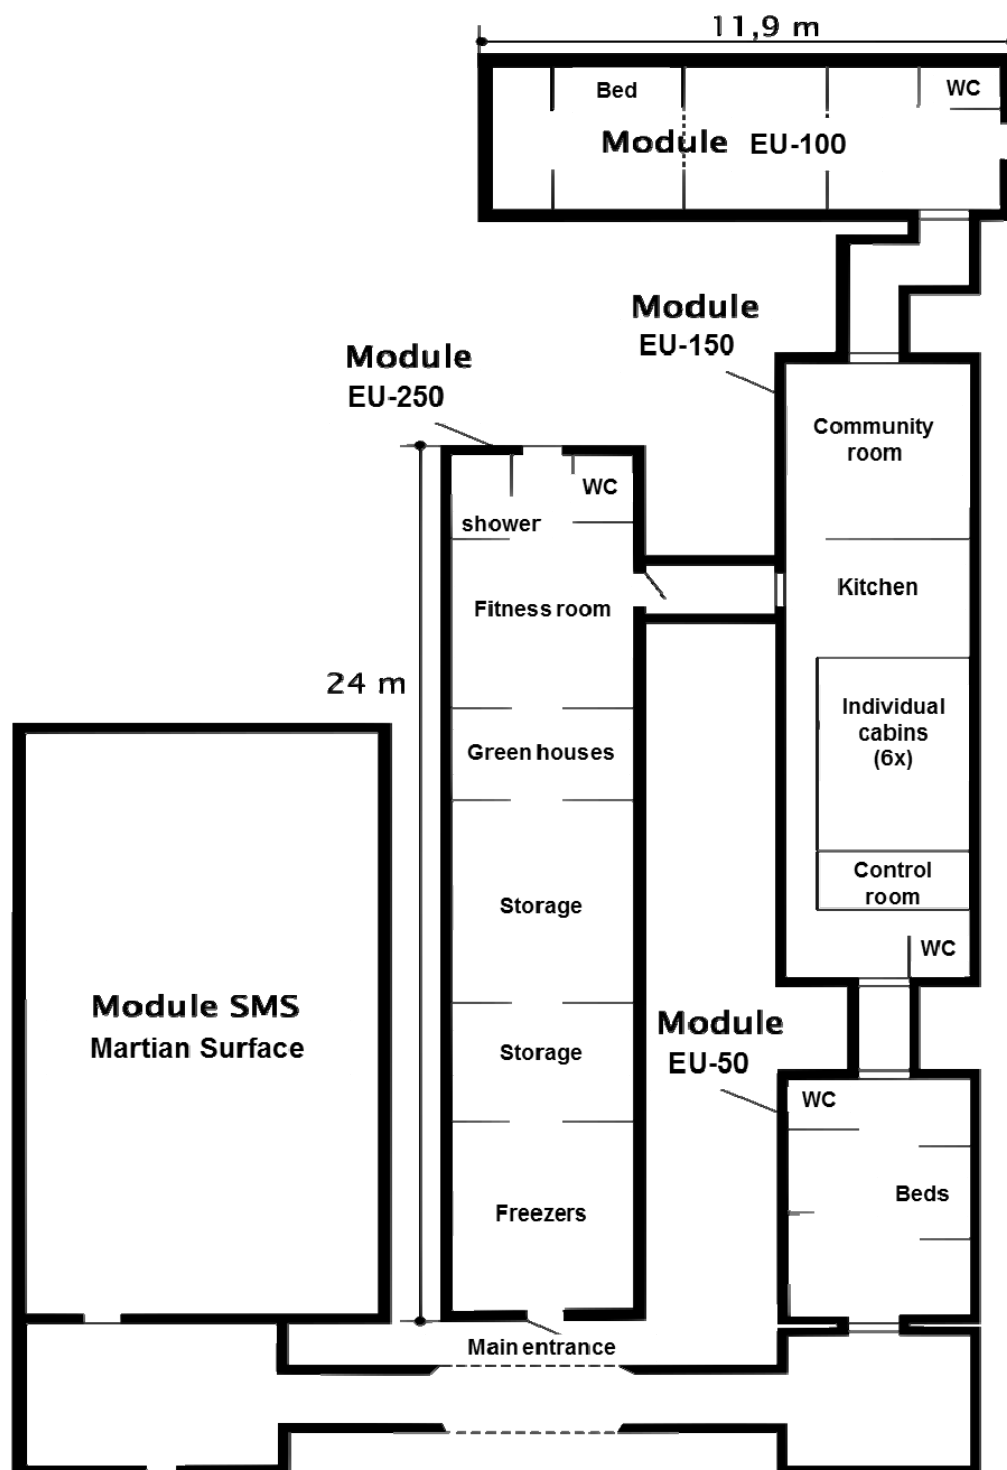 11,9 m
Bed
WC
Module EU-100
Module
EU-150
Module
EU-250
Community
room
WC
shower
Kitchen
Fitness room
24 m
Individual
cabins
(6x)
Green houses
Control
room
Storage
WC
Module SMS
Martian Surface
Module
EU-50
Storage
WC
Beds
Freezers
Main entrance